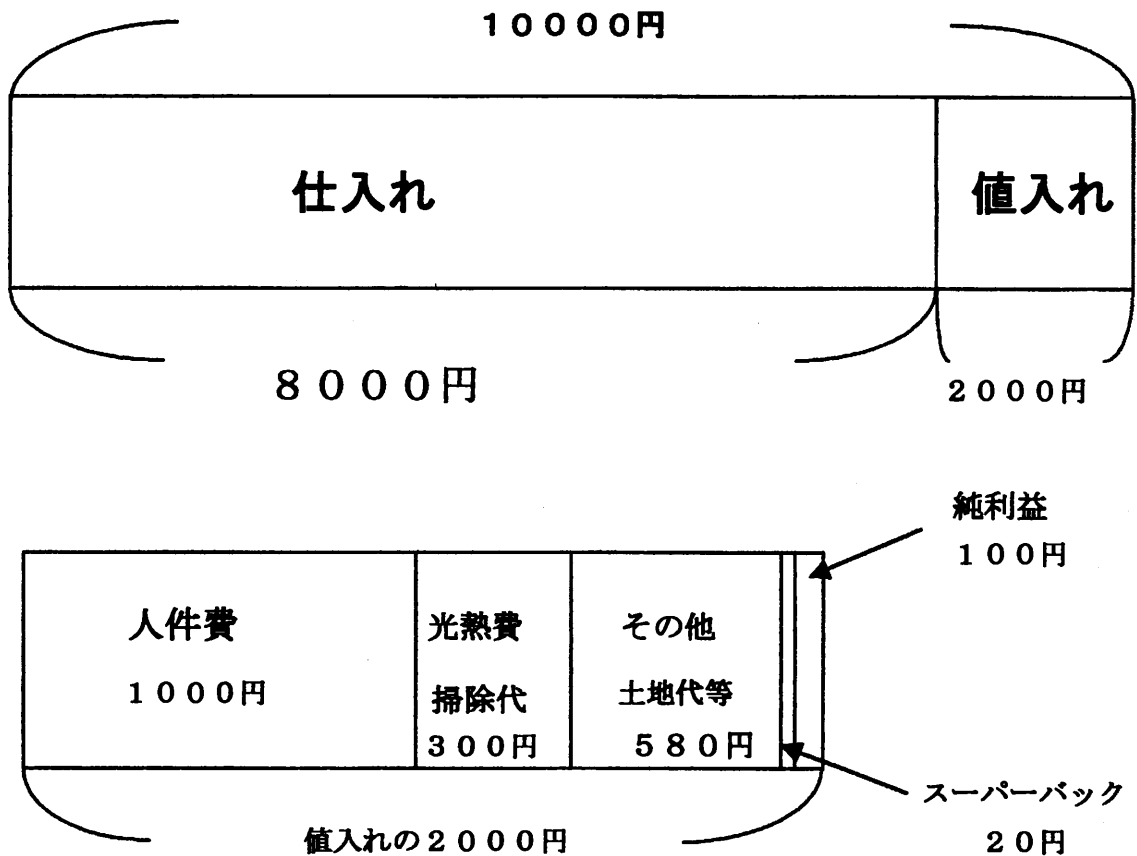 １００００円
仕入れ
値入れ
８０００円
２０００円
純利益
１００円
人件費
１０００円
光熱費
掃除代
３００円
その他
土地代等
５８０円
スーパーバック
２０円
値入れの２０００円